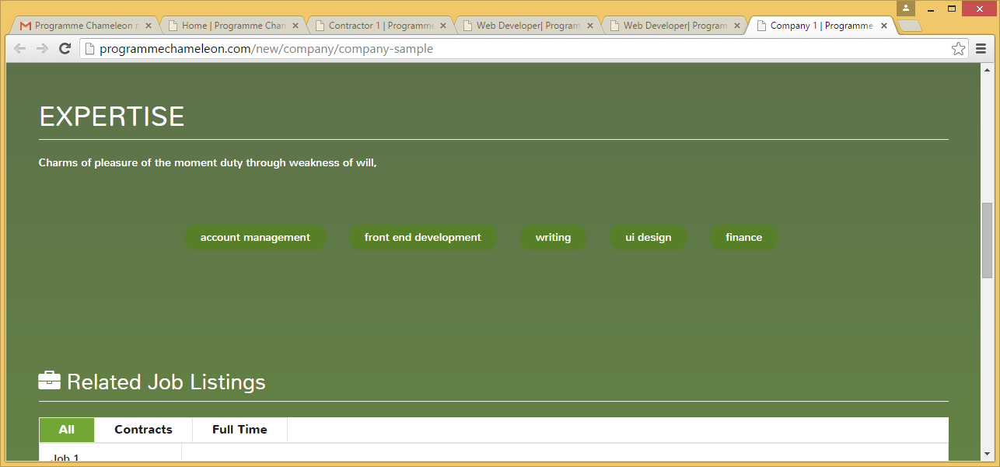 Programme Chameleon
Home | Programme Cha
Contractor 1 | Programme
Web Developer| Program
Web Developer| Program
Company 1 | Programme
programmechameleon.com/new/company/company-sample
EXPERTISE
Charms of pleasure of the moment duty through weakness of will,
account management front end development writing ui design finance
Related Job Listings
All Contracts Full Time
Job 1